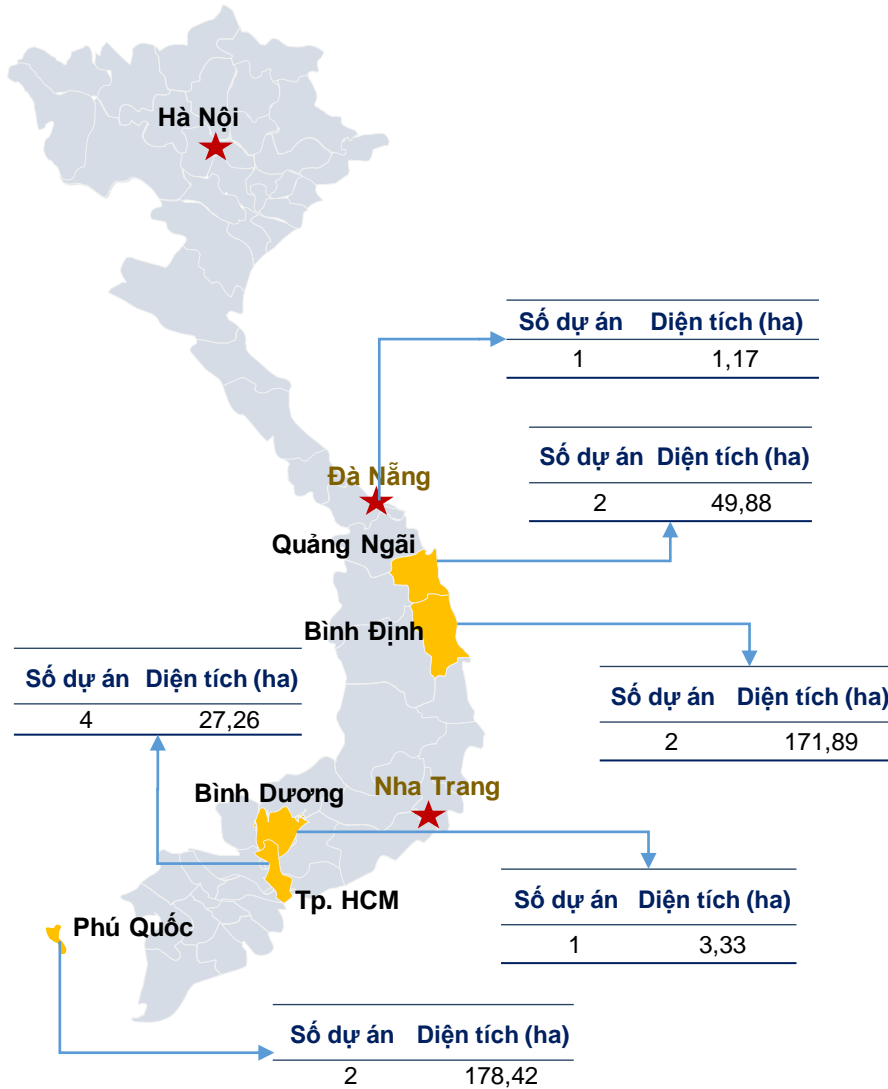 Hà Nội
Số dự án Diện tích (ha)
1 1,17
Đà Nẵng
Số dự án Diện tích (ha)
2 49,88
Quảng Ngãi
Bình Định
Số dự án Diện tích (ha)
4 27,26
Số dự án Diện tích (ha)
2 171,89
Nha Trang
Bình Dương
Tp. HCM
Số dự án Diện tích (ha)
1 3,33
Phú Quốc
Số dự án Diện tích (ha)
2 178,42